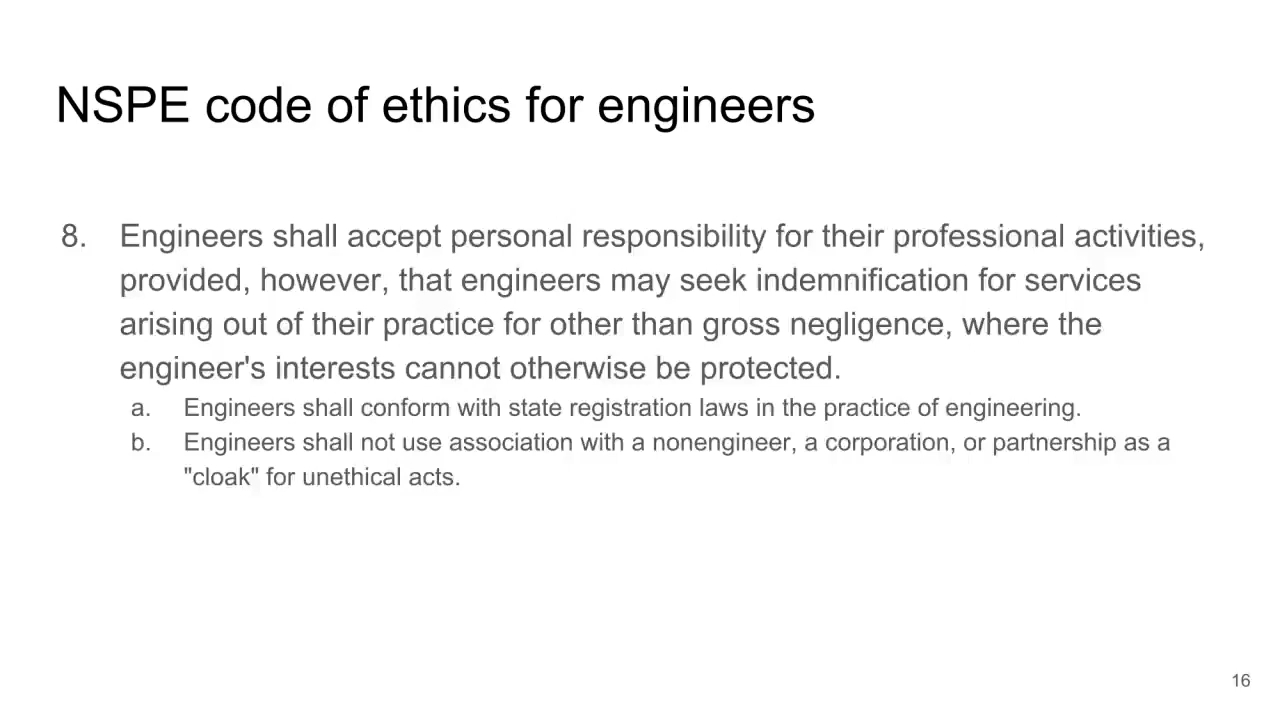 NSPE code of ethics for engineers
8. Engineers shall accept personal responsibility for their professional activities,
provided, however, that engineers may seek indemnification for services
arising out of their practice for other than gross negligence, where the
engineer's interests cannot otherwise be protected.
a. Engineers shall conform with state registration laws in the practice of engineering.
b. Engineers shall not use association with a nonengineer, a corporation, or partnership as a
"cloak" for unethical acts.
16